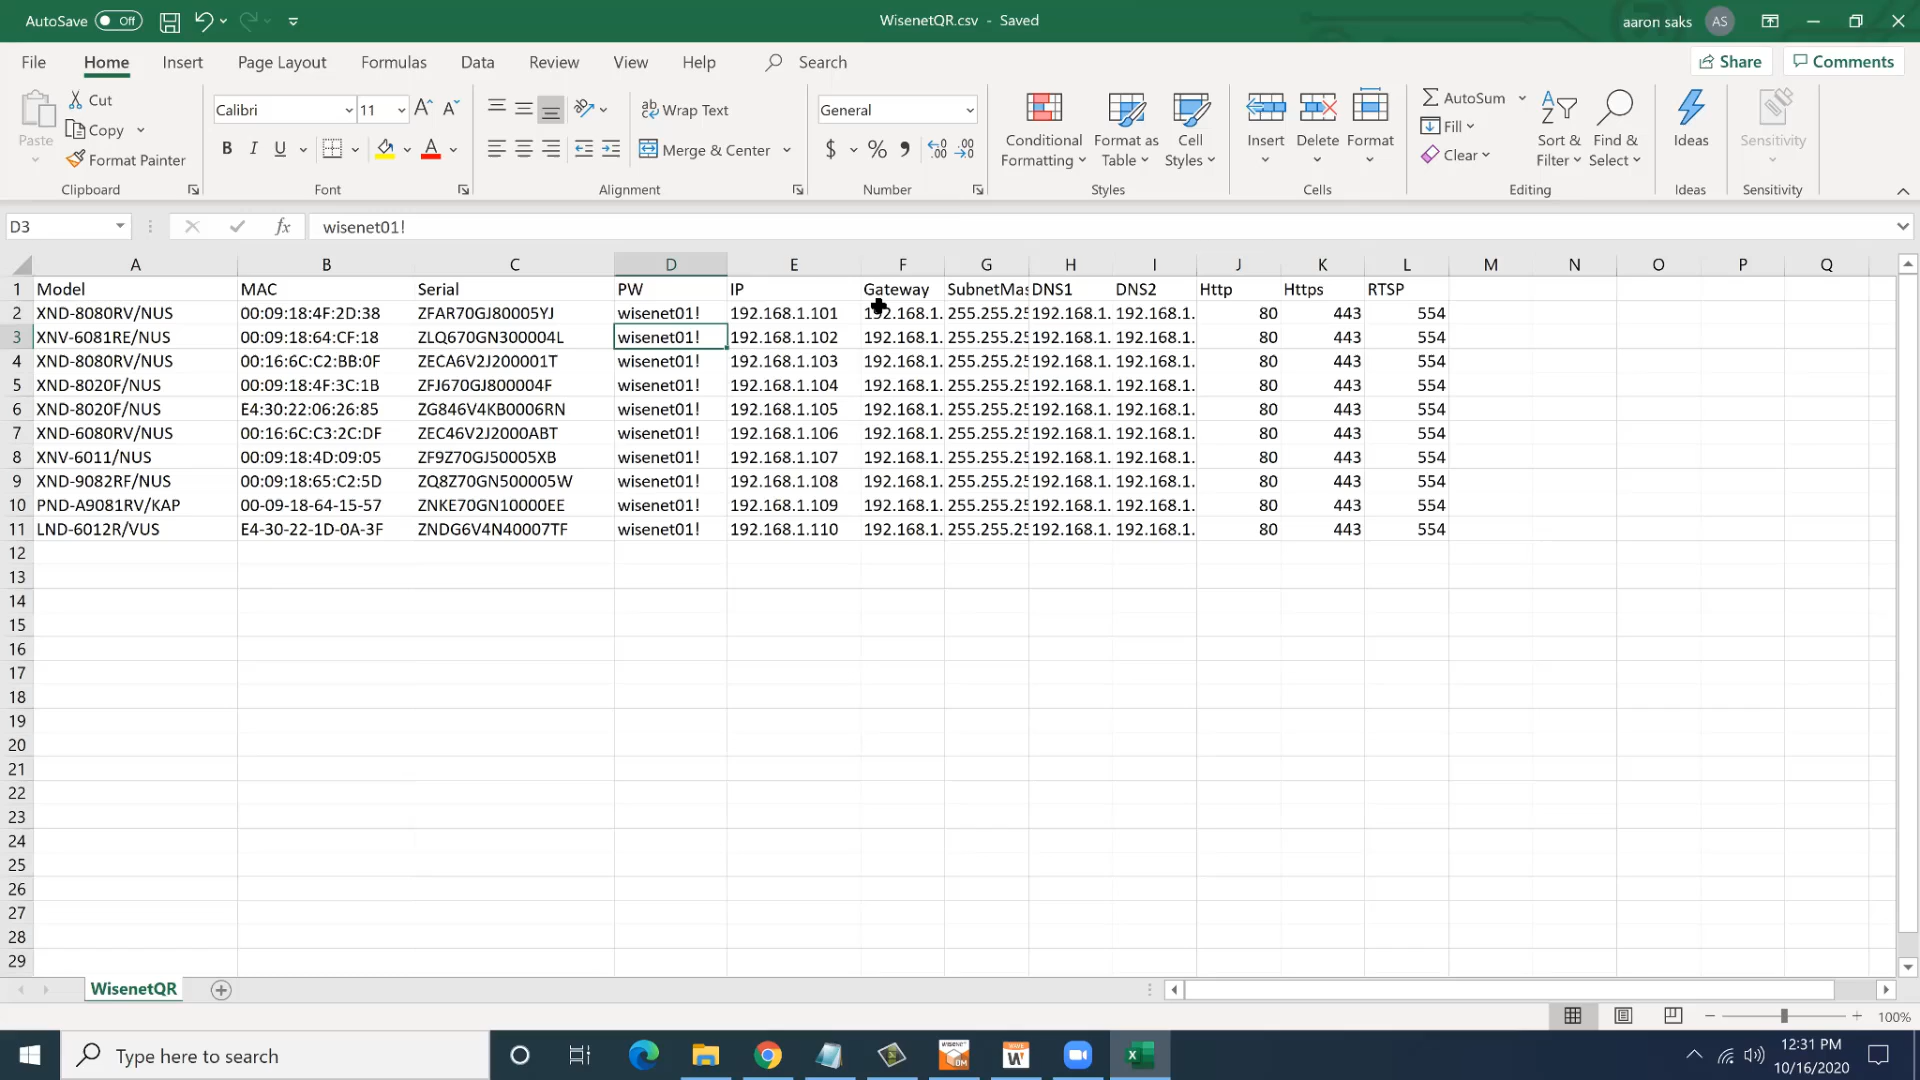 AutoSave Off WisenetQR.csv - Saved aaron saks AS
File Home Insert Page Layout Formulas Data Review View Help Search Share Comments
Paste Cut Copy Format Painter Clipboard
Calibri 11 B I U A Font
Wrap Text Merge & Center Alignment
General $ % Number
Conditional Formatting Format as Table Cell Styles Styles
Insert Delete Format Cells
AutoSum Fill Clear Sort & Filter Find & Select Editing
Ideas Ideas
Sensitivity Sensitivity
D3 fx wisenet01!
A B C D E F G H I J K L M N O P Q
1 Model MAC Serial PW IP Gateway SubnetMas DNS1 DNS2 Http Https RTSP
2 XND-8080RV/NUS 00:09:18:4F:2D:38 ZFAR70GJ80005YJ wisenet01! 192.168.1.101 192.168.1. 255.255.25 192.168.1. 192.168.1. 80 443 554
3 XNV-6081RE/NUS 00:09:18:64:CF:18 ZLQ670GN300004L wisenet01! 192.168.1.102 192.168.1. 255.255.25 192.168.1. 192.168.1. 80 443 554
4 XND-8080RV/NUS 00:16:6C:C2:BB:0F ZECA6V2J200001T wisenet01! 192.168.1.103 192.168.1. 255.255.25 192.168.1. 192.168.1. 80 443 554
5 XND-8020F/NUS 00:09:18:4F:3C:1B ZFJ670GJ800004F wisenet01! 192.168.1.104 192.168.1. 255.255.25 192.168.1. 192.168.1. 80 443 554
6 XND-8020F/NUS E4:30:22:06:26:85 ZG846V4KB0006RN wisenet01! 192.168.1.105 192.168.1. 255.255.25 192.168.1. 192.168.1. 80 443 554
7 XND-6080RV/NUS 00:16:6C:C3:2C:DF ZEC46V2J2000ABT wisenet01! 192.168.1.106 192.168.1. 255.255.25 192.168.1. 192.168.1. 80 443 554
8 XNV-6011/NUS 00:09:18:4D:09:05 ZF9Z70GJ50005XB wisenet01! 192.168.1.107 192.168.1. 255.255.25 192.168.1. 192.168.1. 80 443 554
9 XND-9082RF/NUS 00:09:18:65:C2:5D ZQ8Z70GN500005W wisenet01! 192.168.1.108 192.168.1. 255.255.25 192.168.1. 192.168.1. 80 443 554
10 PND-A9081RV/KAP 00-09-18-64-15-57 ZNKE70GN10000EE wisenet01! 192.168.1.109 192.168.1. 255.255.25 192.168.1. 192.168.1. 80 443 554
11 LND-6012R/VUS E4-30-22-1D-0A-3F ZNDG6V4N40007TF wisenet01! 192.168.1.110 192.168.1. 255.255.25 192.168.1. 192.168.1. 80 443 554
12
13
14
15
16
17
18
19
20
21
22
23
24
25
26
27
28
29
WisenetQR
100%
Type here to search
12:31 PM
10/16/2020